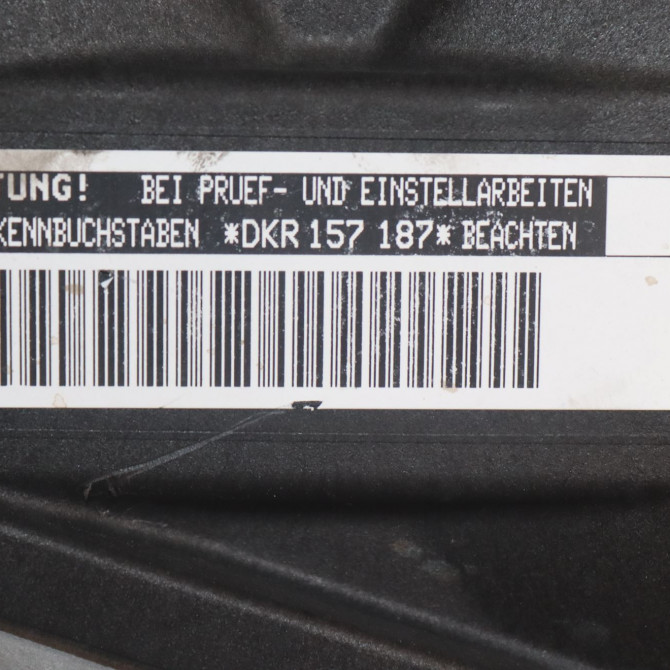 TUNG! BEI PRUEF- UND EINSTELLARBEITEN
KENNBUCHSTABEN *DKR 157 187* BEACHTEN